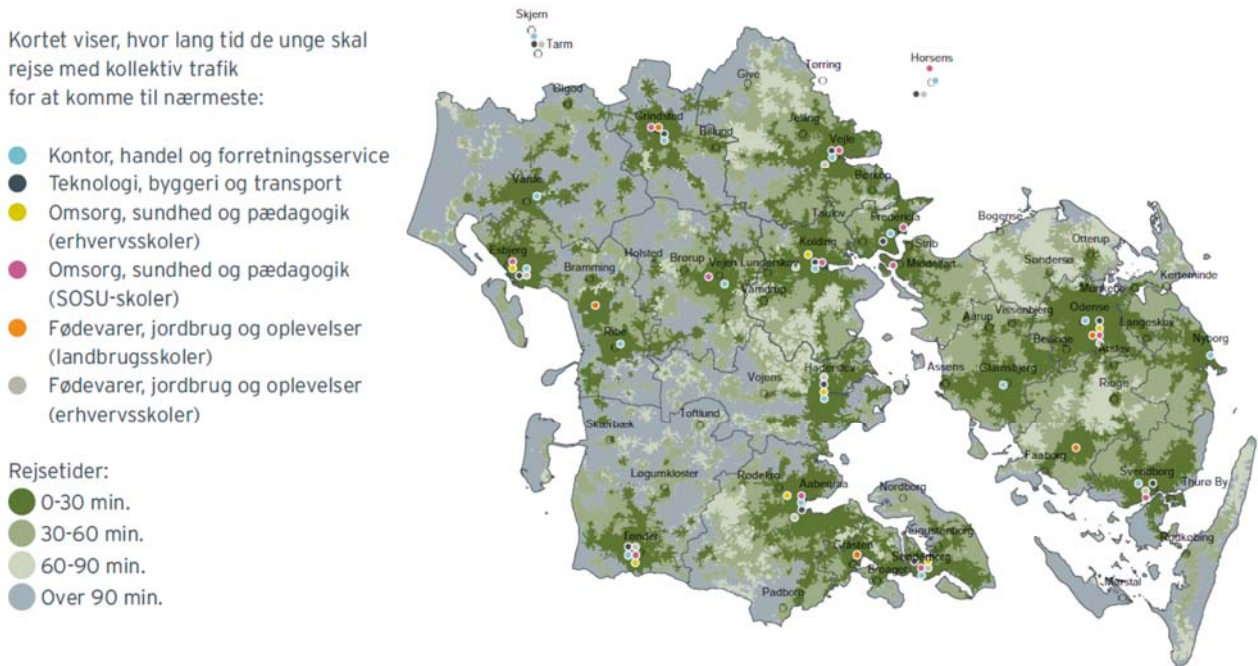 Kortet viser, hvor lang tid de unge skal
rejse med kollektiv trafik
for at komme til nærmeste:
Kontor, handel og forretningsservice
Teknologi, byggeri og transport
Omsorg, sundhed og pædagogik
(erhvervsskoler)
Omsorg, sundhed og pædagogik
(SOSU-skoler)
Fødevarer, jordbrug og oplevelser
(landbrugsskoler)
Fødevarer, jordbrug og oplevelser
(erhvervsskoler)
Rejsetider:
0-30 min.
30-60 min.
60-90 min.
Over 90 min.
Skjern
Tarm
Tørring
Horsens
Give
Ølgod
Grindsted
Billund
Jelling
Vejle
Børkop
Varde
Taulov
Fredericia
Strib
Middelfart
Bogense
Otterup
Søndersø
Kerteminde
Munkebo
Esbjerg
Bramming
Holsted
Brørup
Vejen
Lunderskov
Kolding
Vamdrup
Odense
Vissenbjerg
Aarup
Langeskov
Bellinge
Årslev
Nyborg
Ribe
Haderslev
Vojens
Assens
Glamsbjerg
Ringe
Toftlund
Skærbæk
Faaborg
Svendborg
Thurø By
Løgumkloster
Rødekro
Aabenraa
Nordborg
Augustenborg
Rudkøbing
Tønder
Gråsten
Broager
Sønderborg
Padborg
Marstal